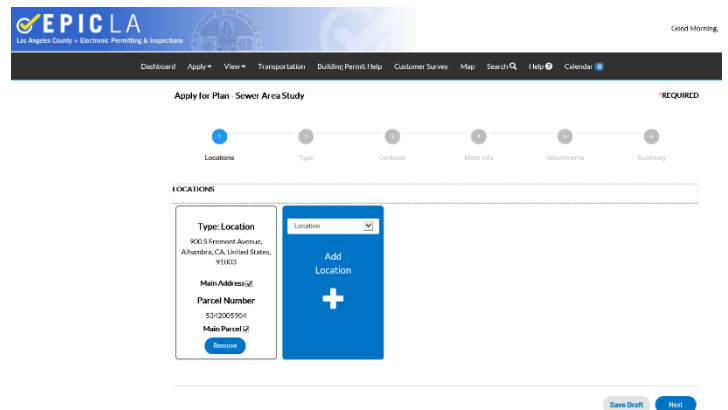 EPICLA
Los Angeles County • Electronic Permitting & Inspections
Good Morning,
Dashboard Apply View Transportation Building Permit Help Customer Survey Map Search Help Calendar 0
Apply for Plan - Sewer Area Study
*REQUIRED
1 2 3 4 5 6
Locations Type Contacts More Info Attachments Summary
LOCATIONS
Type: Location
900 S Fremont Avenue,
Alhambra, CA, United States,
91803
Main Address
Parcel Number
5342005904
Main Parcel
Remove
Location
Add
Location
Save Draft Next